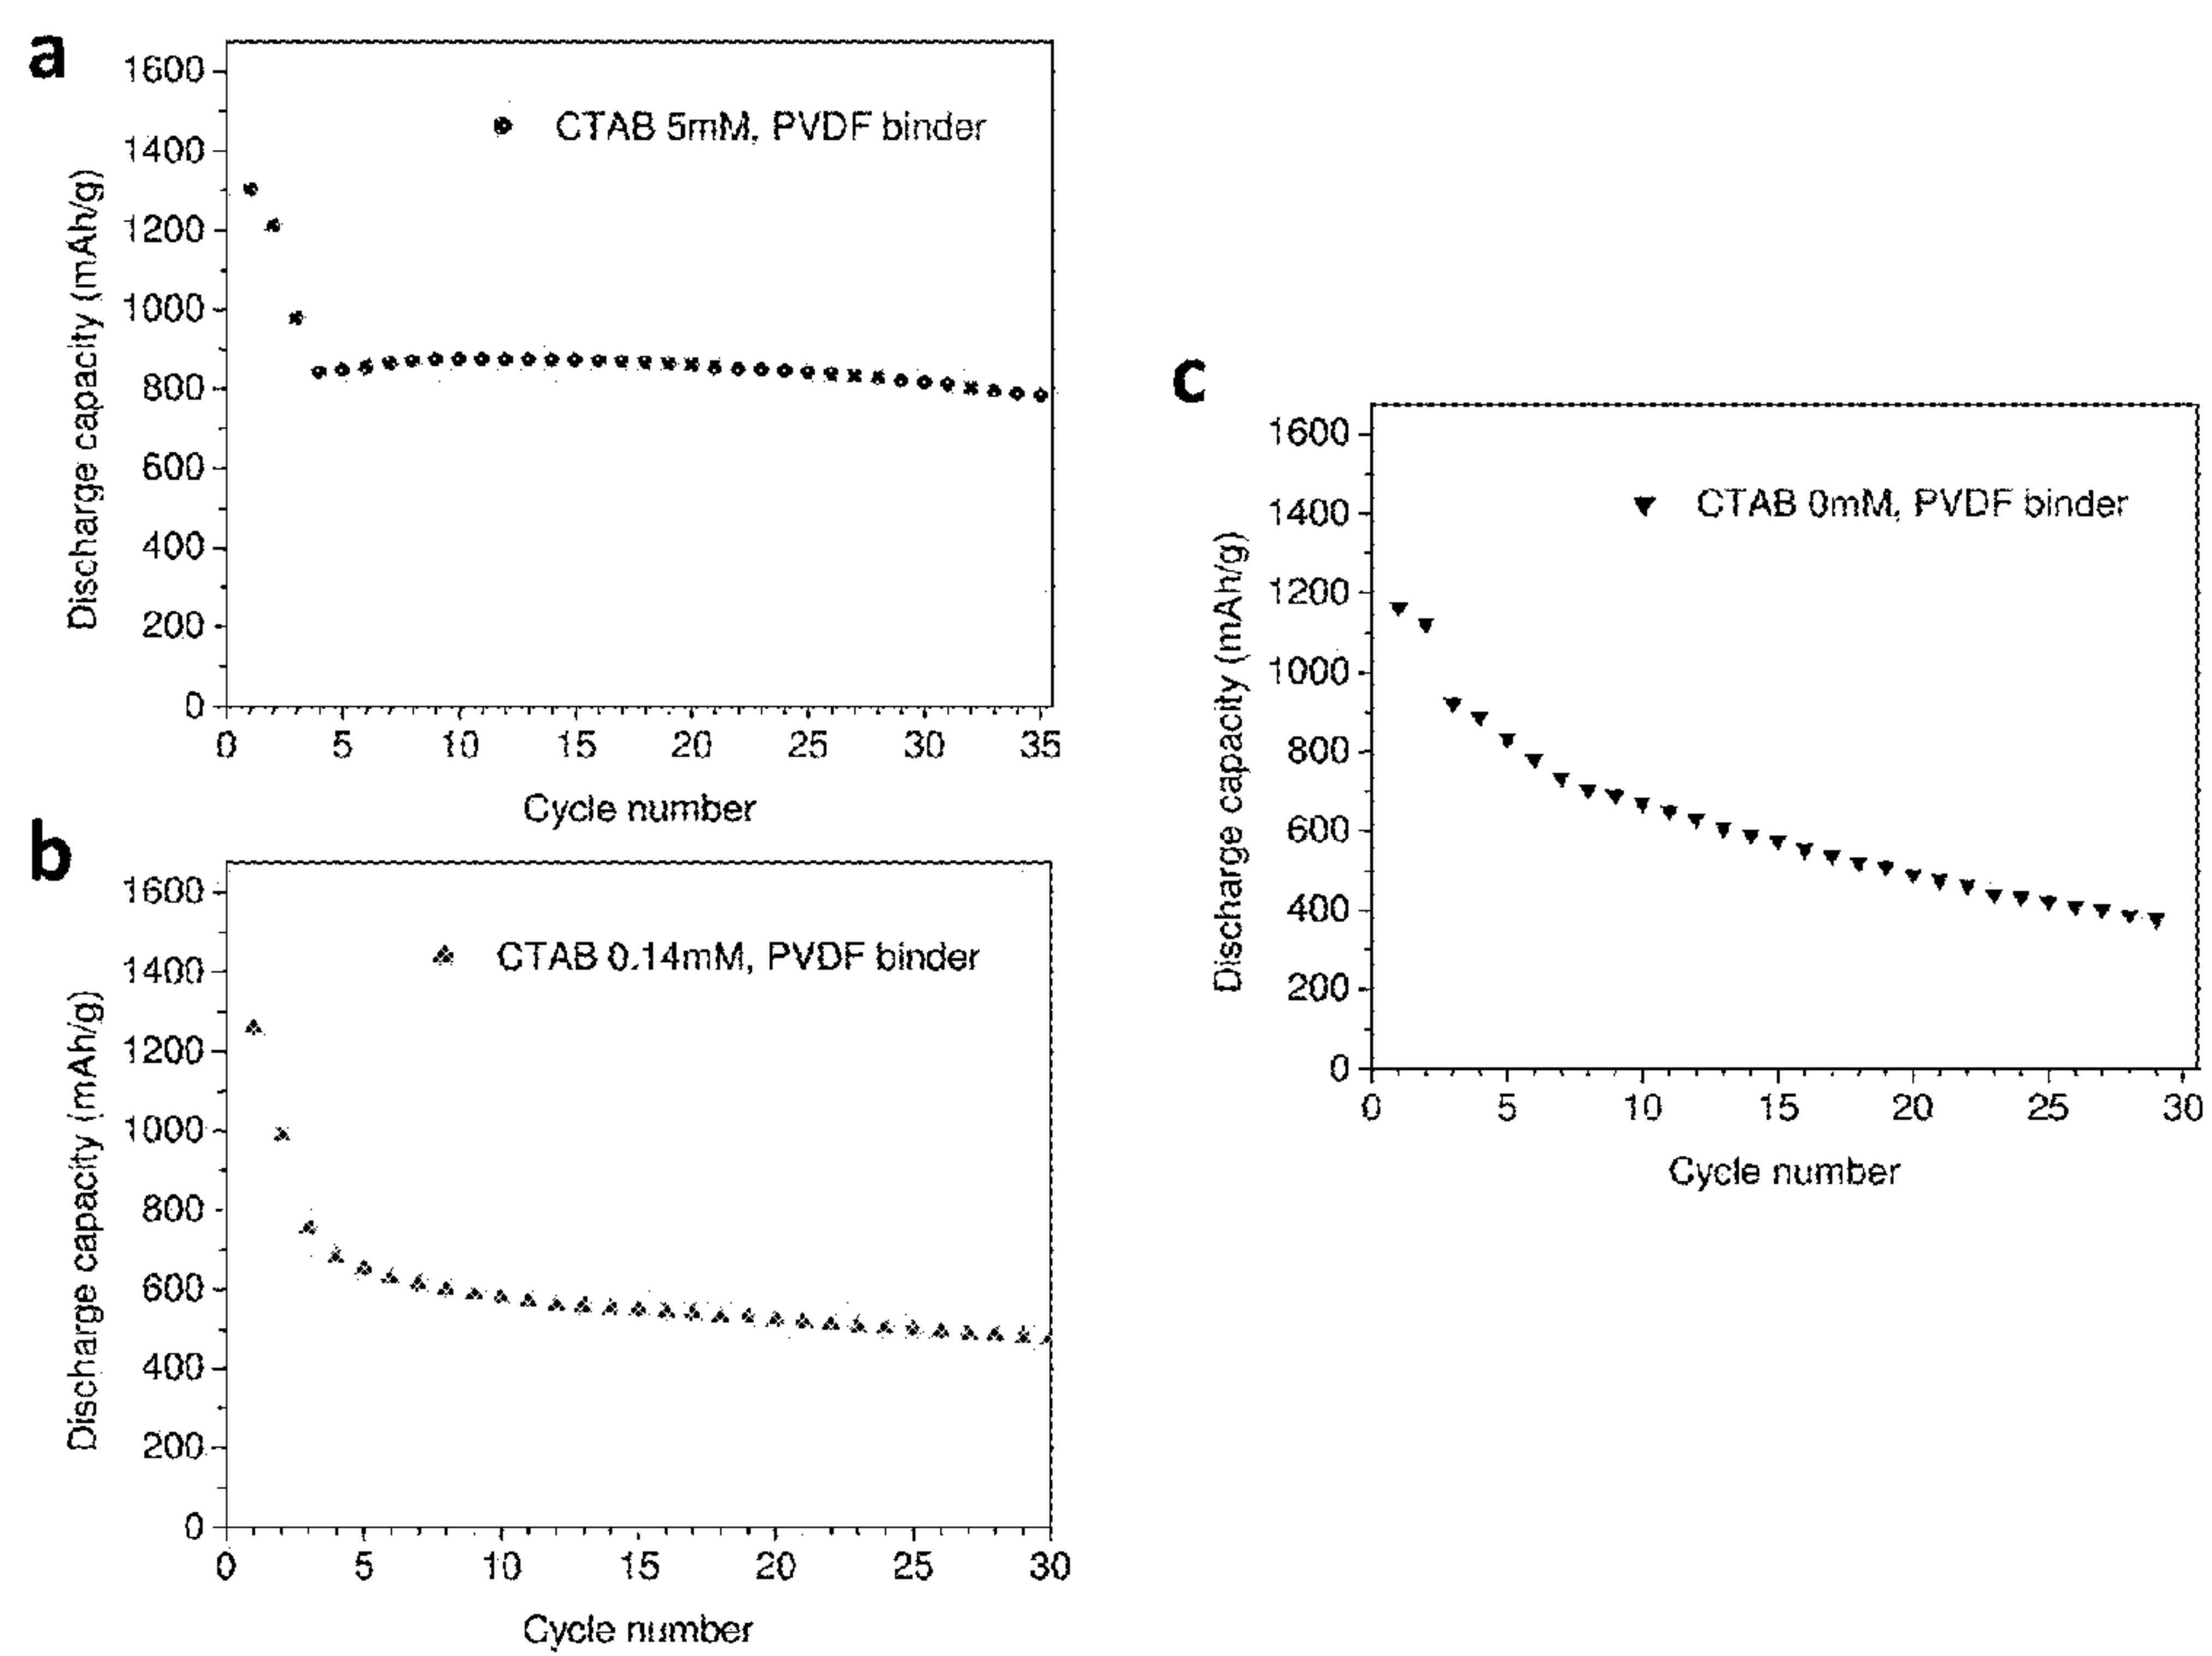 a
1600
1400
1200
1000
800
600
400
200
0
Discharge capacity (mAh/g)
CTAB 5mM, PVDF binder
0 5 10 15 20 25 30 35
Cycle number
b
1600
1400
1200
1000
800
600
400
200
0
Discharge capacity (mAh/g)
CTAB 0.14mM, PVDF binder
0 5 10 15 20 25 30
Cycle number
c
1600
1400
1200
1000
800
600
400
200
0
Discharge capacity (mAh/g)
CTAB 0mM, PVDF binder
0 5 10 15 20 25 30
Cycle number